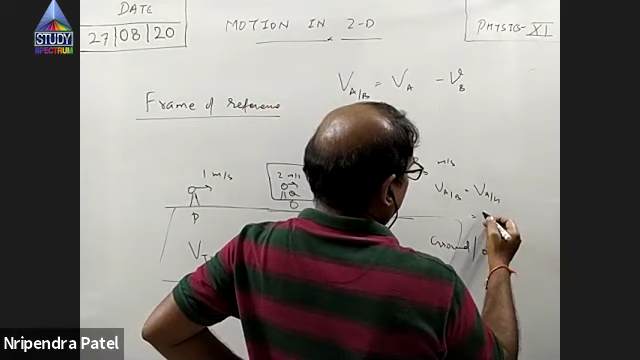 STUDY
SPECTRUM
DATE
27/08/20
MOTION IN 2-D
PHYSICS-XI
V_A/B = V_A - V_B
Frame of reference
1 m/s
2 m/s
m/s
P
V_A/B = V_A/G
=
Ground /
Nripendra Patel